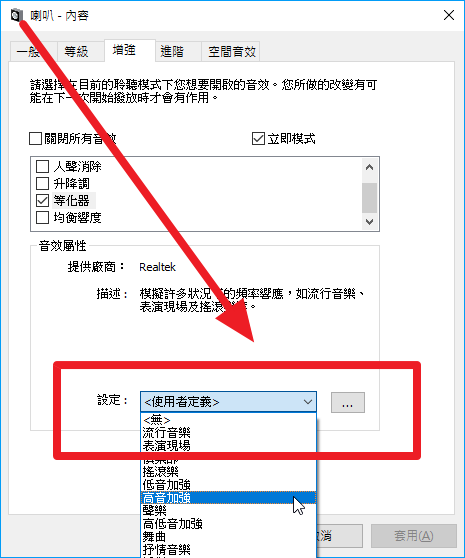 喇叭 - 內容
一般 等級 增強 進階 空間音效
請選擇在目前的聆聽模式下您想要開啟的音效。您所做的改變有可
能在下一次開始撥放時才會有作用。
關閉所有音效 立即模式
人聲消除
升降調
等化器
均衡響度
音效屬性
提供廠商： Realtek
描述： 模擬許多狀況下的頻率響應，如流行音樂、
表演現場及搖滾樂等。
設定： <使用者定義> ...
<無>
流行音樂
表演現場
俱樂部
搖滾樂
低音加強
高音加強
聲樂
高低音加強
舞曲
抒情音樂
取消 套用(A)